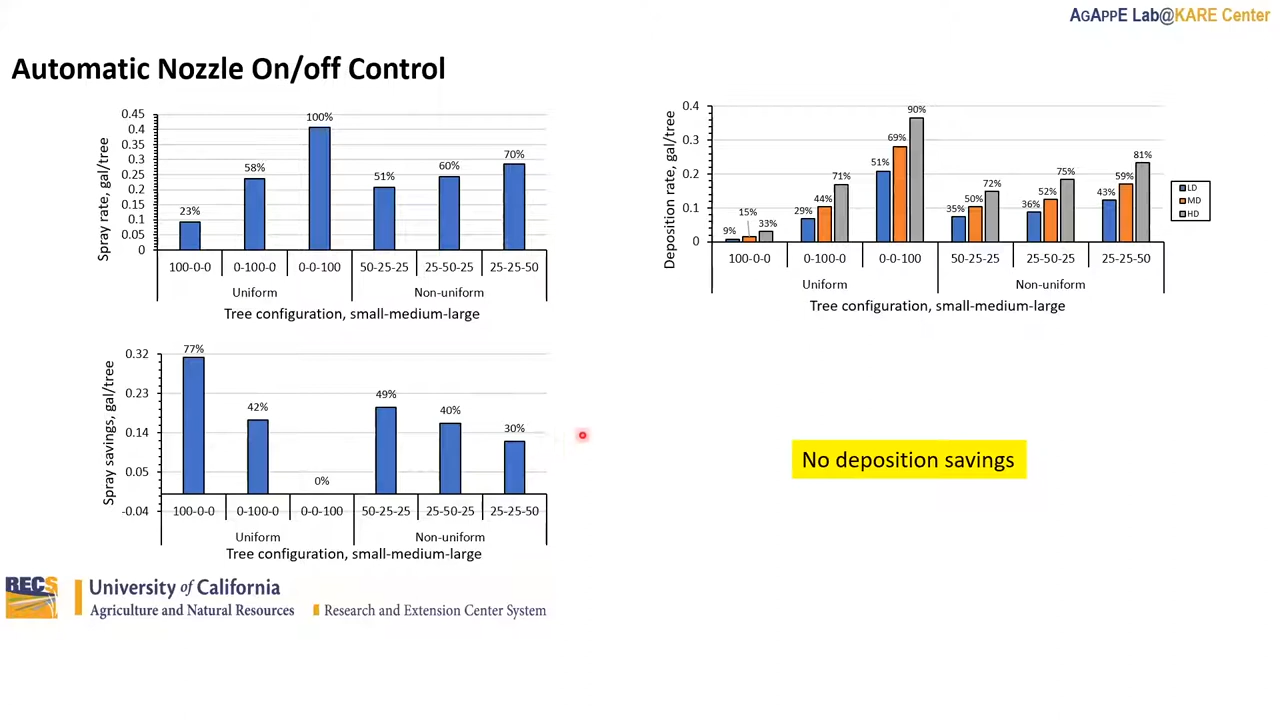 AGAPPE Lab@KARE Center
Automatic Nozzle On/off Control
Spray rate, gal/tree
0.45
0.4
0.35
0.3
0.25
0.2
0.15
0.1
0.05
0
23%
58%
100%
51%
60%
70%
100-0-0 0-100-0 0-0-100 50-25-25 25-50-25 25-25-50
Uniform Non-uniform
Tree configuration, small-medium-large
Deposition rate, gal/tree
0.4
0.3
0.2
0.1
0
9% 15% 33%
29% 44% 71%
51% 69% 90%
35% 50% 72%
36% 52% 75%
43% 59% 81%
100-0-0 0-100-0 0-0-100 50-25-25 25-50-25 25-25-50
Uniform Non-uniform
Tree configuration, small-medium-large
LD
MD
HD
Spray savings, gal/tree
0.32
0.23
0.14
0.05
-0.04
77%
42%
0%
49%
40%
30%
100-0-0 0-100-0 0-0-100 50-25-25 25-50-25 25-25-50
Uniform Non-uniform
Tree configuration, small-medium-large
No deposition savings
RECS
University of California
Agriculture and Natural Resources Research and Extension Center System